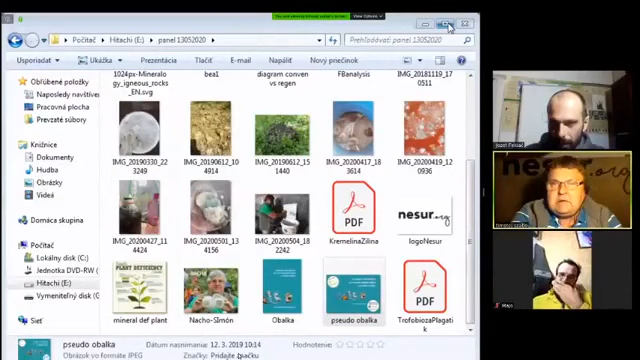 Počítač ▸ Hitachi (E:) ▸ panel 13052020
Prehľadávať: panel 13052020
Usporiadať
Ukážka
Prezentácia
Tlačiť
E-mail
Napáliť
Nový priečinok
Obľúbené položky
Naposledy navštíve
Pracovná plocha
Prevzaté súbory
Knižnice
Dokumenty
Hudba
Obrázky
Videá
Domáca skupina
Počítač
Lokálny disk (C:)
Jednotka DVD-RW (
Hitachi (E:)
Vymeniteľný disk (
Sieť
1024px-Mineralogy_igneous_rocks_EN.svg
bea1
diagram conven vs regen
FBanalysis
IMG_20181119_170511
IMG_20190330_223249
IMG_20190612_104914
IMG_20190612_151440
IMG_20200417_183614
IMG_20200419_120936
IMG_20200427_114424
IMG_20200501_134156
IMG_20200504_182242
PDF
KremelinaZilina
nesur.org
logoNesur
PLANT DEFICIENCY
mineral def plant
Nacho-SImón
Obalka
pseudo obalka
PDF
TrofobiozaPlagatik
pseudo obalka
Obrázok vo formáte JPEG
Dátum nasnímania: 12. 3. 2019 10:14
Značky: Pridajte značku
Hodnotenie:
nesur.org
Majo